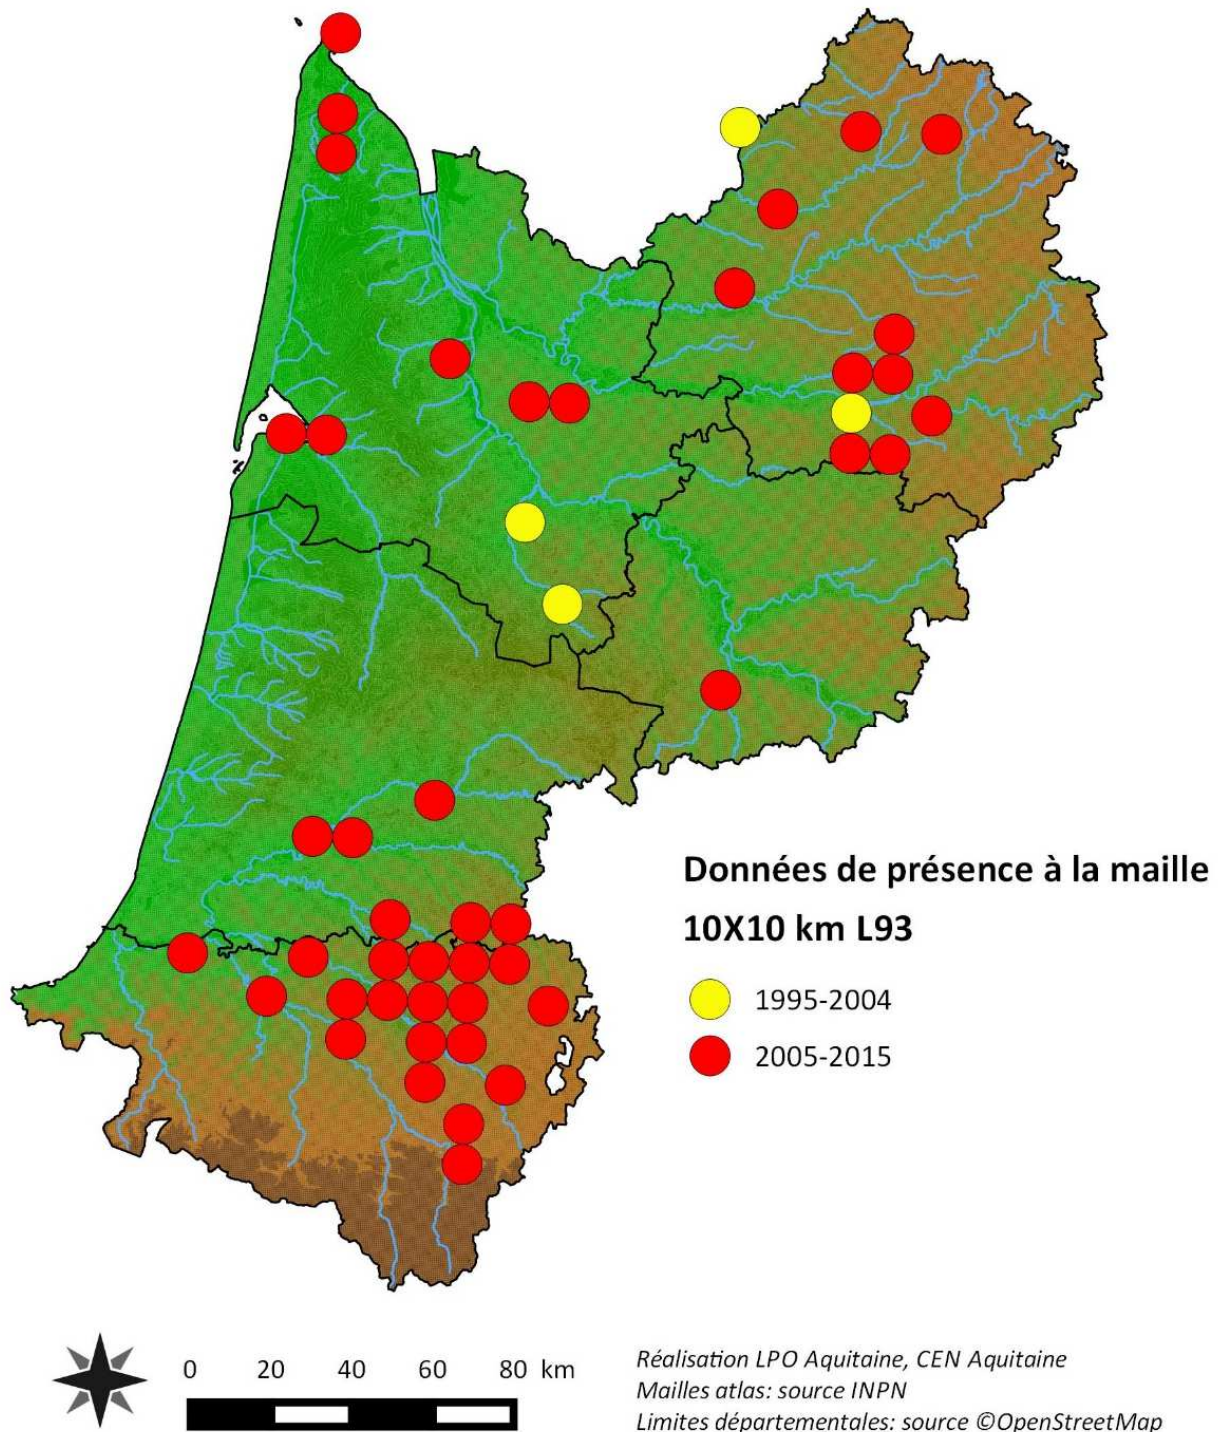 Données de présence à la maille
10X10 km L93
1995-2004
2005-2015
0 20 40 60 80 km
Réalisation LPO Aquitaine, CEN Aquitaine
Mailles atlas: source INPN
Limites départementales: source ©OpenStreetMap